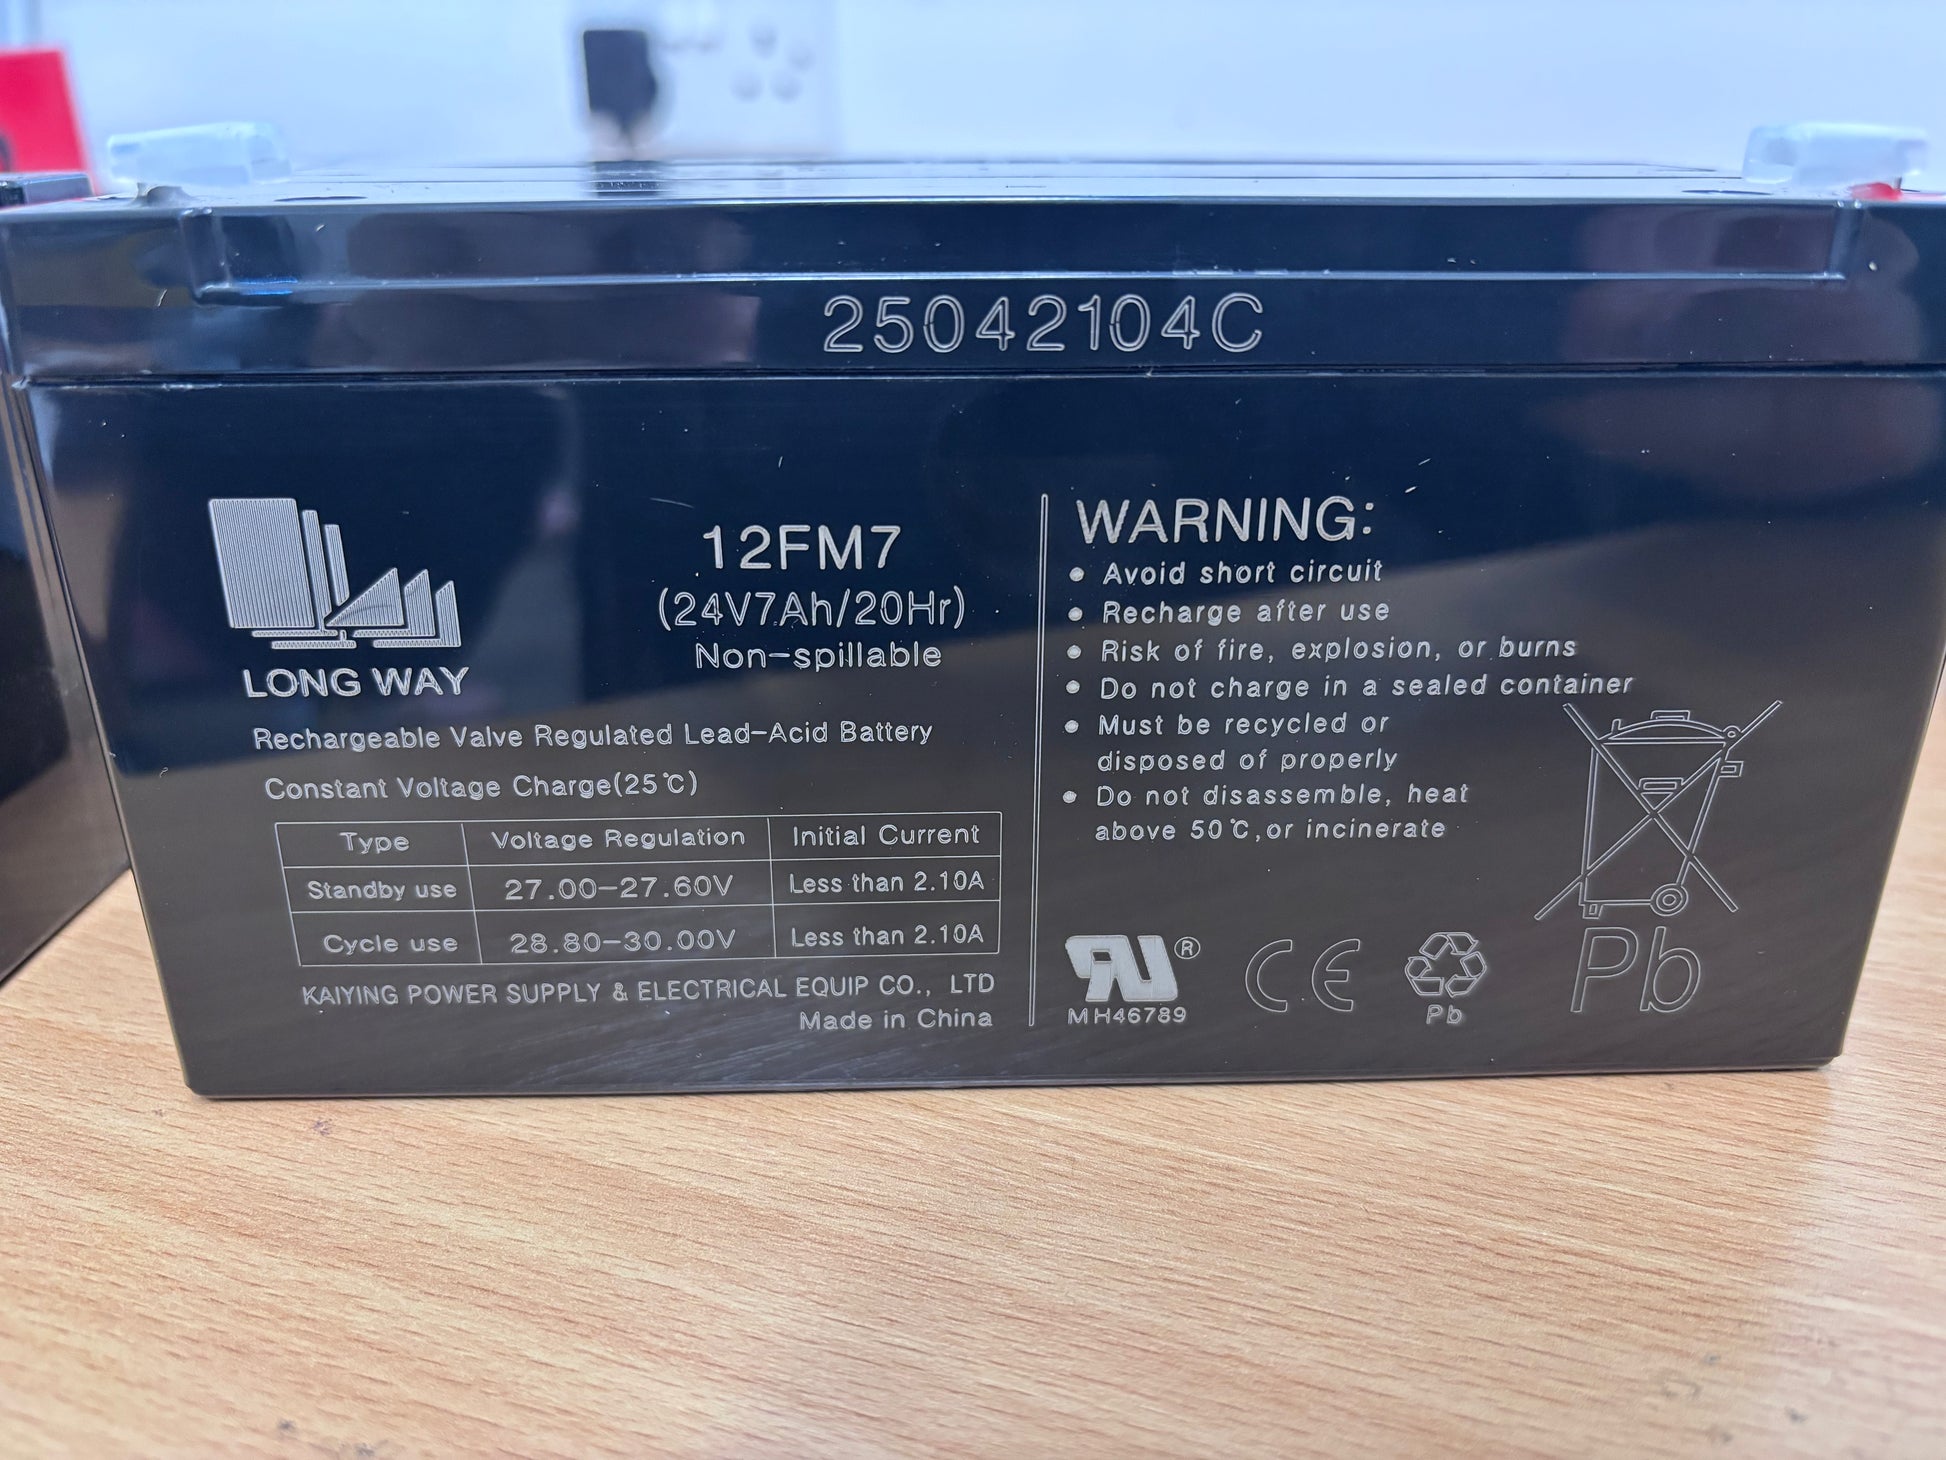 25042104C
LONG WAY
12FM7
(24V7Ah/20Hr)
Non-spillable
Rechargeable Valve Regulated Lead-Acid Battery
Constant Voltage Charge(25℃)
Type Voltage Regulation Initial Current
Standby use 27.00-27.60V Less than 2.10A
Cycle use 28.80-30.00V Less than 2.10A
KAIYING POWER SUPPLY & ELECTRICAL EQUIP CO., LTD
Made in China
WARNING:
• Avoid short circuit
• Recharge after use
• Risk of fire, explosion, or burns
• Do not charge in a sealed container
• Must be recycled or
disposed of properly
• Do not disassemble, heat
above 50℃,or incinerate
RU®
MH46789
CE
Pb
Pb